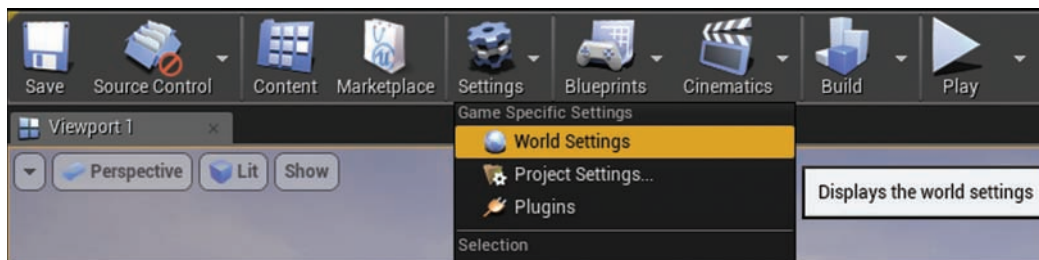 Save Source Control Content Marketplace Settings Blueprints Cinematics Build Play
Viewport 1
Game Specific Settings
World Settings
Perspective Lit Show
Project Settings...
Displays the world settings
Plugins
Selection